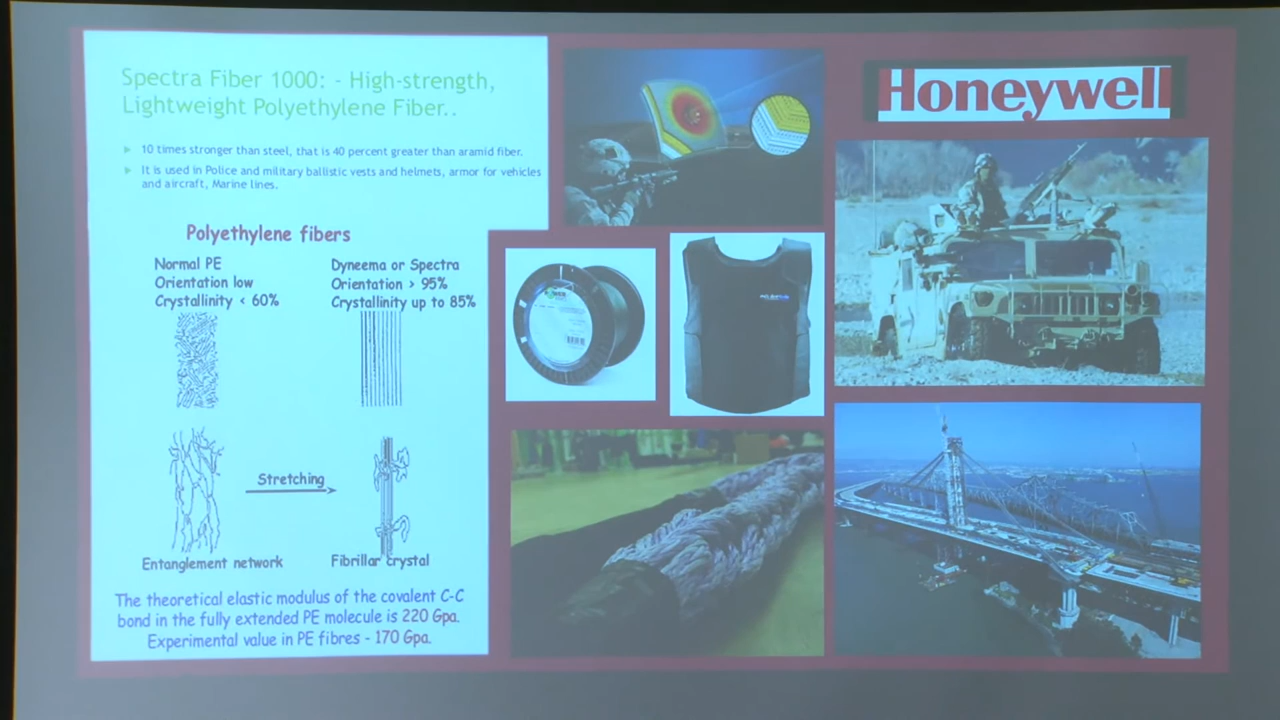 Spectra Fiber 1000: - High-strength,
Lightweight Polyethylene Fiber..
10 times stronger than steel, that is 40 percent greater than aramid fiber.
It is used in Police and military ballistic vests and helmets, armor for vehicles
and aircraft, Marine lines.
Polyethylene fibers
Normal PE
Orientation low
Crystallinity < 60%
Dyneema or Spectra
Orientation > 95%
Crystallinity up to 85%
Stretching
Entanglement network
Fibrillar crystal
The theoretical elastic modulus of the covalent C-C
bond in the fully extended PE molecule is 220 Gpa.
Experimental value in PE fibres - 170 Gpa.
Honeywell